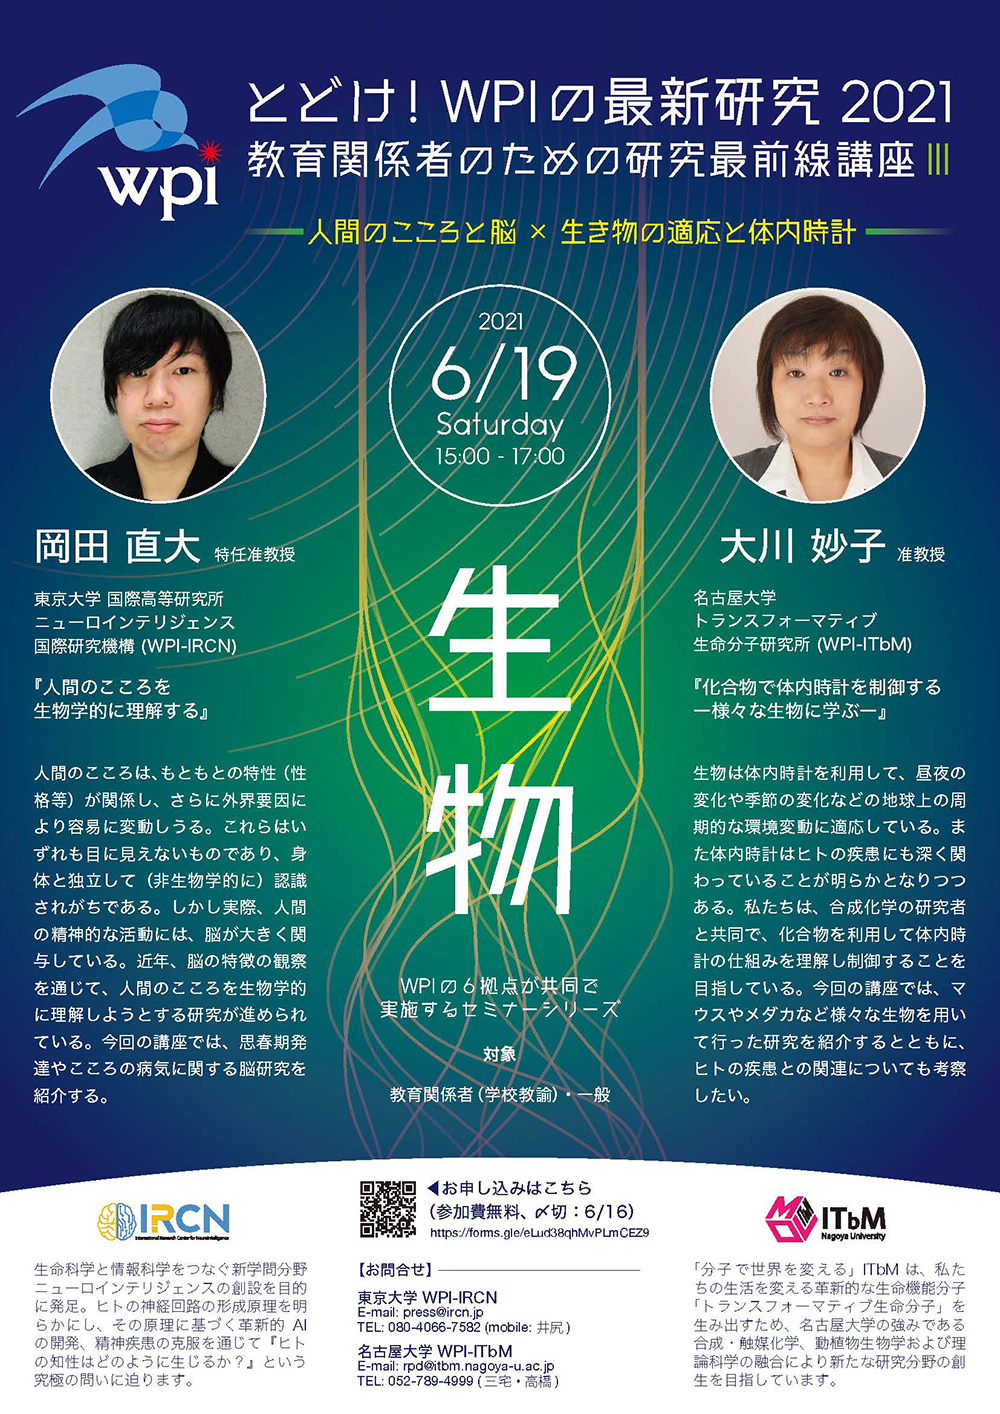 wpi
とどけ! WPIの最新研究 2021
教育関係者のための研究最前線講座 III
人間のこころと脳 × 生き物の適応と体内時計
2021
6/19
Saturday
15:00 - 17:00
岡田 直大 特任准教授
東京大学 国際高等研究所
ニューロインテリジェンス
国際研究機構 (WPI-IRCN)
『人間のこころを
生物学的に理解する』
人間のこころは、もともとの特性（性
格等）が関係し、さらに外界要因に
より容易に変動しうる。これらはい
ずれも目に見えないものであり、身
体と独立して（非生物学的に）認識
されがちである。しかし実際、人間
の精神的な活動には、脳が大きく関
与している。近年、脳の特徴の観察
を通じて、人間のこころを生物学的
に理解しようとする研究が進められ
ている。今回の講座では、思春期発
達やこころの病気に関する脳研究を
紹介する。
生物
WPIの6拠点が共同で
実施するセミナーシリーズ
対象
教育関係者（学校教諭）・一般
大川 妙子 准教授
名古屋大学
トランスフォーマティブ
生命分子研究所 (WPI-ITbM)
『化合物で体内時計を制御する
ー様々な生物に学ぶー』
生物は体内時計を利用して、昼夜の
変化や季節の変化などの地球上の周
期的な環境変動に適応している。ま
た体内時計はヒトの疾患にも深く関
わっていることが明らかとなりつつ
ある。私たちは、合成化学の研究者
と共同で、化合物を利用して体内時
計の仕組みを理解し制御することを
目指している。今回の講座では、マ
ウスやメダカなど様々な生物を用い
て行った研究を紹介するとともに、
ヒトの疾患との関連についても考察
したい。
IRCN
International Research Center for Neurointelligence
生命科学と情報科学をつなぐ新学問分野
ニューロインテリジェンスの創設を目的
に発足。ヒトの神経回路の形成原理を明
らかにし、その原理に基づく革新的 AI
の開発、精神疾患の克服を通じて『ヒト
の知性はどのように生じるか？』という
究極の問いに迫ります。
◀お申し込みはこちら
（参加費無料、〆切：6/16）
https://forms.gle/eLud38qhMvPLmCEZ9
【お問合せ】
東京大学 WPI-IRCN
E-mail: press@ircn.jp
TEL: 080-4066-7582 (mobile: 井尻)
名古屋大学 WPI-ITbM
E-mail: rpd@itbm.nagoya-u.ac.jp
TEL: 052-789-4999 (三宅・高橋)
ITbM
Nagoya University
「分子で世界を変える」ITbM は、私た
ちの生活を変える革新的な生命機能分子
「トランスフォーマティブ生命分子」を
生み出すため、名古屋大学の強みである
合成・触媒化学、動植物生物学および理
論科学の融合により新たな研究分野の創
生を目指しています。